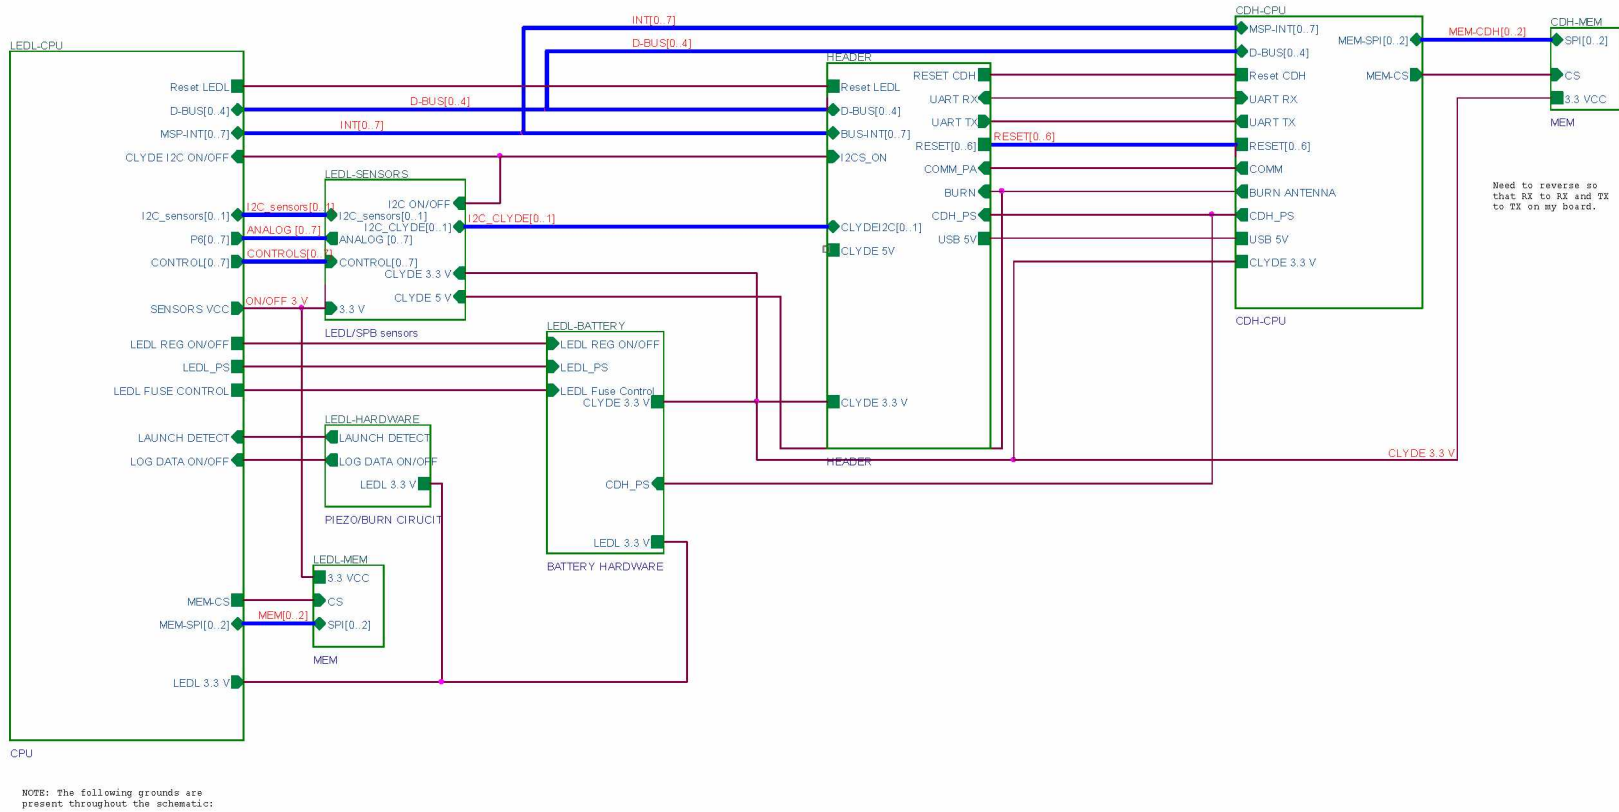 INT[0..7]
D-BUS[0..4]
LEDL-CPU
Reset LEDL
D-BUS[0..4]
MSP-INT[0..7]
CLYDE I2C ON/OFF
I2C_sensors[0..1]
P6[0..7]
CONTROL[0..7]
SENSORS VCC
LEDL REG ON/OFF
LEDL_PS
LEDL FUSE CONTROL
LAUNCH DETECT
LOG DATA ON/OFF
MEM-CS
MEM-SPI[0..2]
LEDL 3.3 V
CPU
D-BUS[0..4]
INT[0..7]
I2C_sensors[0..1]
ANALOG [0..7]
CONTROLS[0..7]
ON/OFF 3 V
MEM[0..2]
LEDL-SENSORS
I2C ON/OFF
I2C_sensors[0..1]
I2C_CLYDE[0..1]
ANALOG [0..7]
CONTROL[0..7]
CLYDE 3.3 V
CLYDE 5 V
3.3 V
LEDL/SPB sensors
I2C_CLYDE[0..1]
LEDL-HARDWARE
LAUNCH DETECT
LOG DATA ON/OFF
LEDL 3.3 V
PIEZO/BURN CIRUCIT
LEDL-MEM
3.3 VCC
CS
SPI[0..2]
MEM
LEDL-BATTERY
LEDL REG ON/OFF
LEDL_PS
LEDL Fuse Control
CLYDE 3.3 V
CDH_PS
LEDL 3.3 V
BATTERY HARDWARE
HEADER
RESET CDH
Reset LEDL
UART RX
D-BUS[0..4]
UART TX
BUS-INT[0..7]
RESET[0..6]
I2CS_ON
COMM_PA
BURN
CDH_PS
CLYDEI2C[0..1]
USB 5V
CLYDE 5V
CLYDE 3.3 V
HEADER
RESET[0..6]
CDH-CPU
MSP-INT[0..7]
MEM-SPI[0..2]
D-BUS[0..4]
Reset CDH
MEM-CS
UART RX
UART TX
RESET[0..6]
COMM
BURN ANTENNA
CDH_PS
USB 5V
CLYDE 3.3 V
CDH-CPU
MEM-CDH[0..2]
CDH-MEM
SPI[0..2]
CS
3.3 VCC
MEM
Need to reverse so
that RX to RX and TX
to TX on my board.
CLYDE 3.3 V
NOTE: The following grounds are
present throughout the schematic: